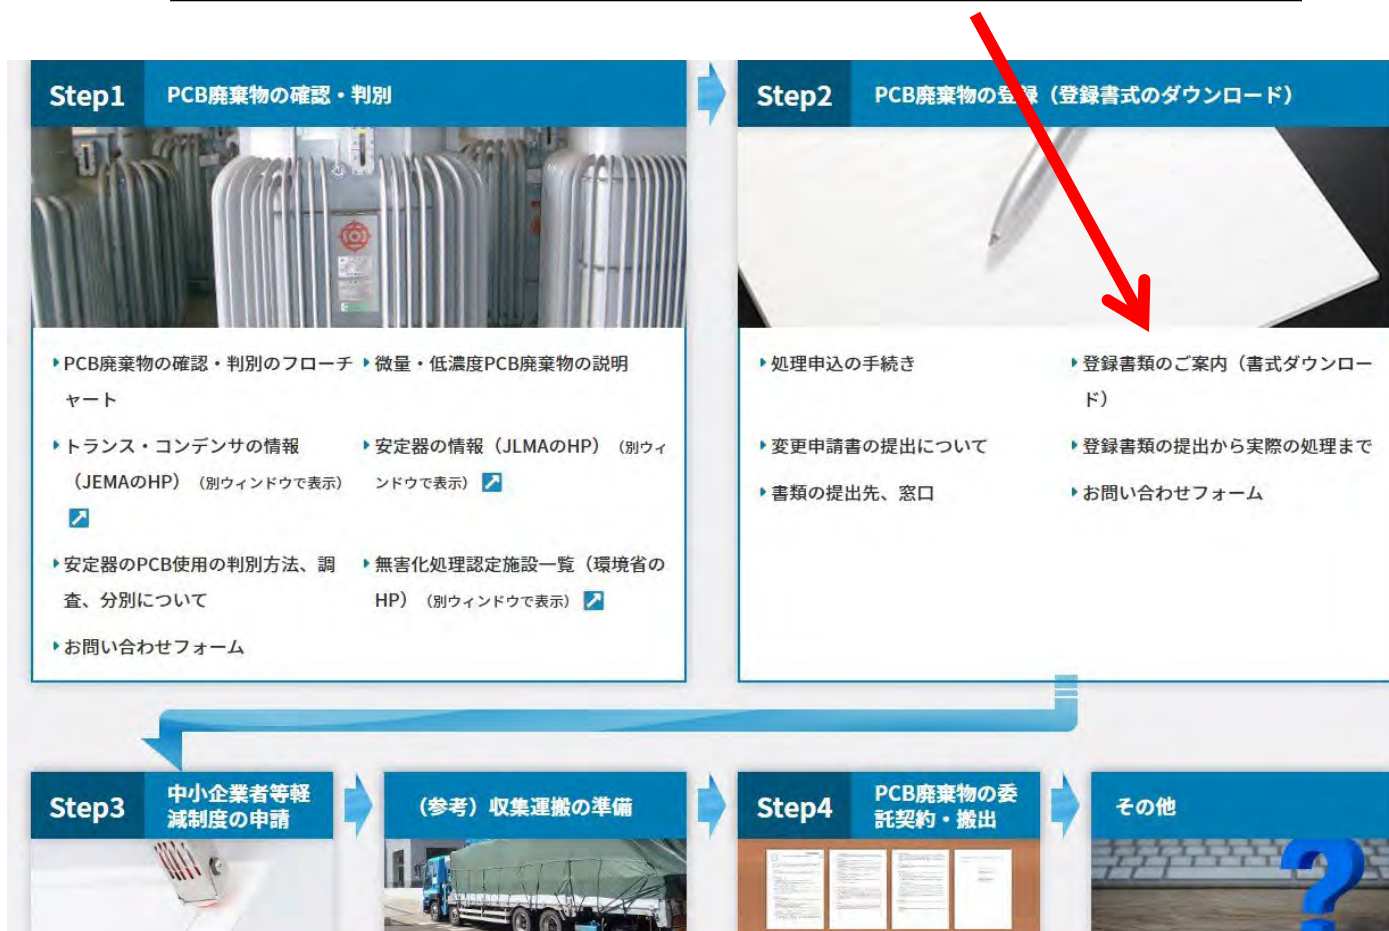 Step1 PCB廃棄物の確認・判別
PCB廃棄物の確認・判別のフローチ
ャート
微量・低濃度PCB廃棄物の説明
トランス・コンデンサの情報
（JEMAのHP）（別ウィンドウで表示）
安定器の情報（JLMAのHP）（別ウィ
ンドウで表示）
安定器のPCB使用の判別方法、調
査、分別について
無害化処理認定施設一覧（環境省の
HP）（別ウィンドウで表示）
お問い合わせフォーム
Step2 PCB廃棄物の登録（登録書式のダウンロード）
処理申込の手続き
登録書類のご案内（書式ダウンロー
ド）
変更申請書の提出について
登録書類の提出から実際の処理まで
書類の提出先、窓口
お問い合わせフォーム
Step3
中小企業者等軽
減制度の申請
（参考）収集運搬の準備
Step4
PCB廃棄物の委
託契約・搬出
その他